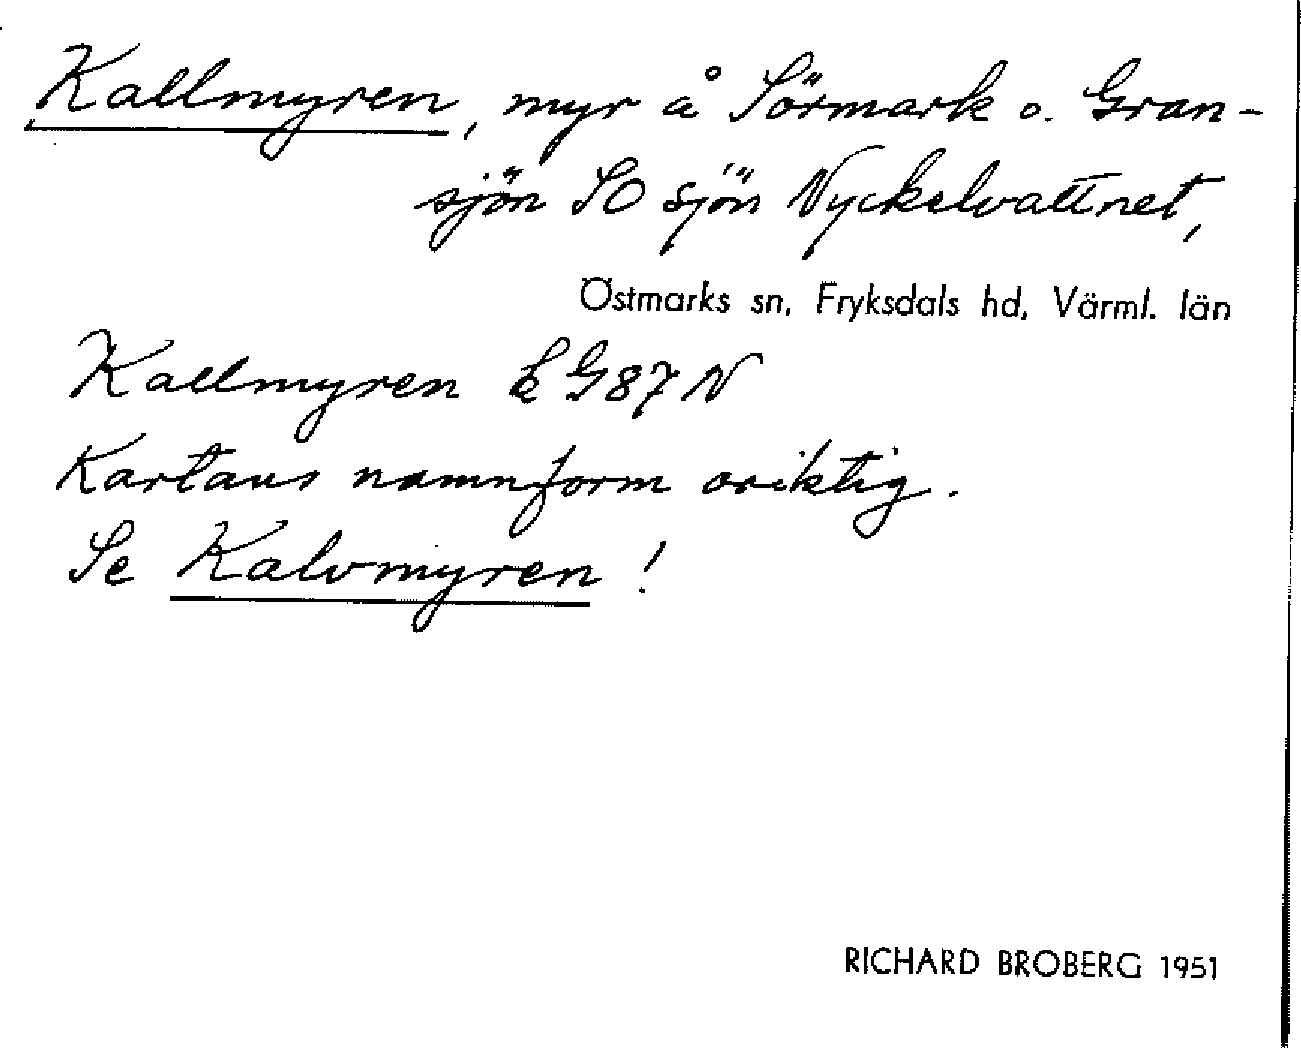 Kallmyren, myr å Sörmark o. Gran-
sjön SO sjön Nyckelvattnet,
Östmarks sn, Fryksdals hd, Värml. län
Kallmyren k G87 N
Kartans namnform oriktig.
Se Kalvmyren!
RICHARD BROBERG 1951